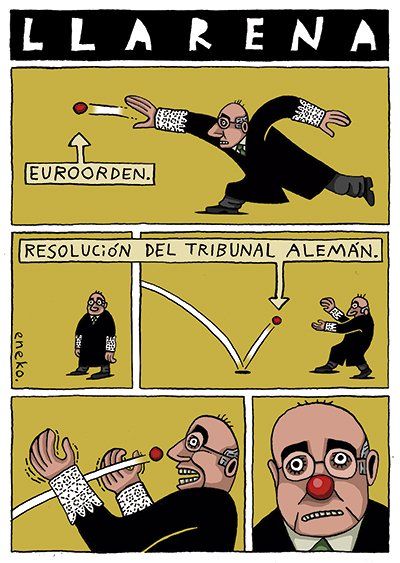 LLARENA
EUROORDEN.
RESOLUCIÓN DEL TRIBUNAL ALEMÁN.
eneko.